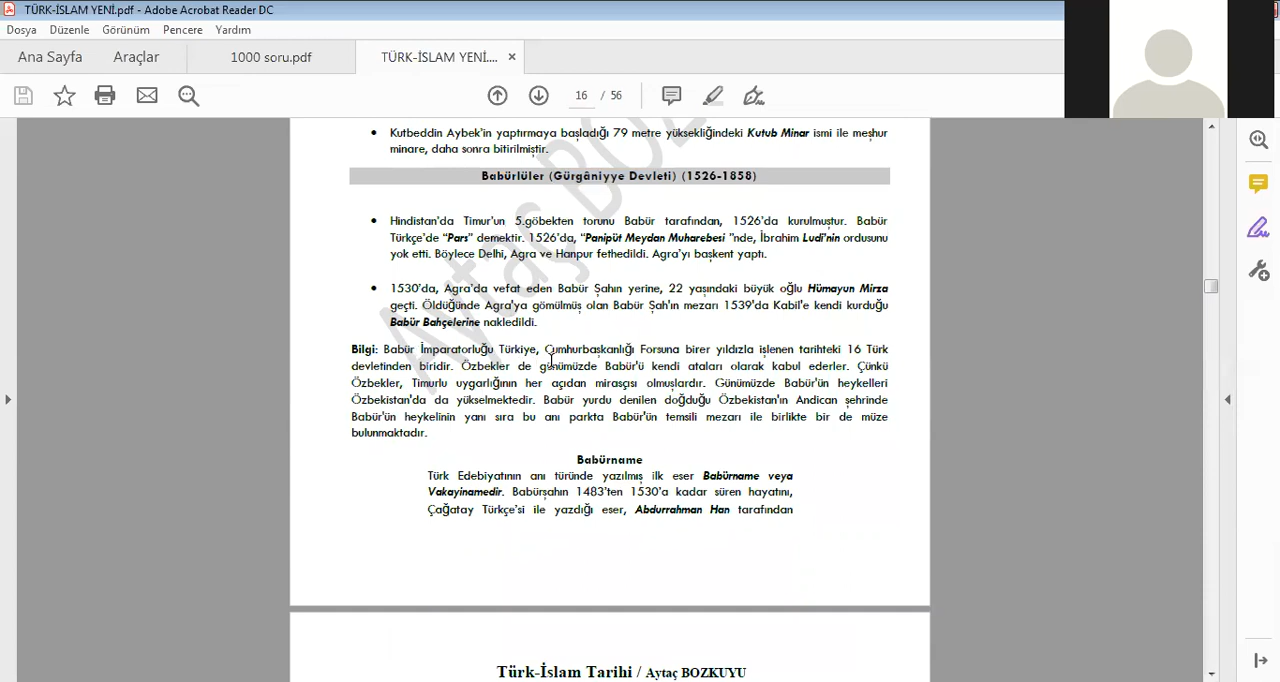 TÜRK-İSLAM YENİ.pdf - Adobe Acrobat Reader DC
Dosya Düzenle Görünüm Pencere Yardım
Ana Sayfa Araçlar 1000 soru.pdf TÜRK-İSLAM YENİ.... ×
16 / 56
• Kutbeddin Aybek'in yaptırmaya başladığı 79 metre yüksekliğindeki Kutub Minar ismi ile meşhur
minare, daha sonra bitirilmiştir.
Babürlüler (Gürgâniyye Devleti) (1526-1858)
• Hindistan'da Timur'un 5.göbekten torunu Babür tarafından, 1526'da kurulmuştur. Babür
Türkçe'de “Pars” demektir. 1526'da, “Panipüt Meydan Muharebesi ”nde, İbrahim Ludi'nin ordusunu
yok etti. Böylece Delhi, Agra ve Hanpur fethedildi. Agra'yı başkent yaptı.
• 1530'da, Agra'da vefat eden Babür Şahın yerine, 22 yaşındaki büyük oğlu Hümayun Mirza
geçti. Öldüğünde Agra'ya gömülmüş olan Babür Şah'ın mezarı 1539'da Kabil'e kendi kurduğu
Babür Bahçelerine nakledildi.
Bilgi: Babür İmparatorluğu Türkiye, Cumhurbaşkanlığı Forsuna birer yıldızla işlenen tarihteki 16 Türk
devletinden biridir. Özbekler de günümüzde Babür'ü kendi ataları olarak kabul ederler. Çünkü
Özbekler, Timurlu uygarlığının her açıdan mirasçısı olmuşlardır. Günümüzde Babür'ün heykelleri
Özbekistan'da da yükselmektedir. Babür yurdu denilen doğduğu Özbekistan'ın Andican şehrinde
Babür'ün heykelinin yanı sıra bu anı parkta Babür'ün temsili mezarı ile birlikte bir de müze
bulunmaktadır.
Babürname
Türk Edebiyatının anı türünde yazılmış ilk eser Babürname veya
Vakayinamedir. Babürşahın 1483'ten 1530'a kadar süren hayatını,
Çağatay Türkçe'si ile yazdığı eser, Abdurrahman Han tarafından
Türk-İslam Tarihi / Aytaç BOZKUYU